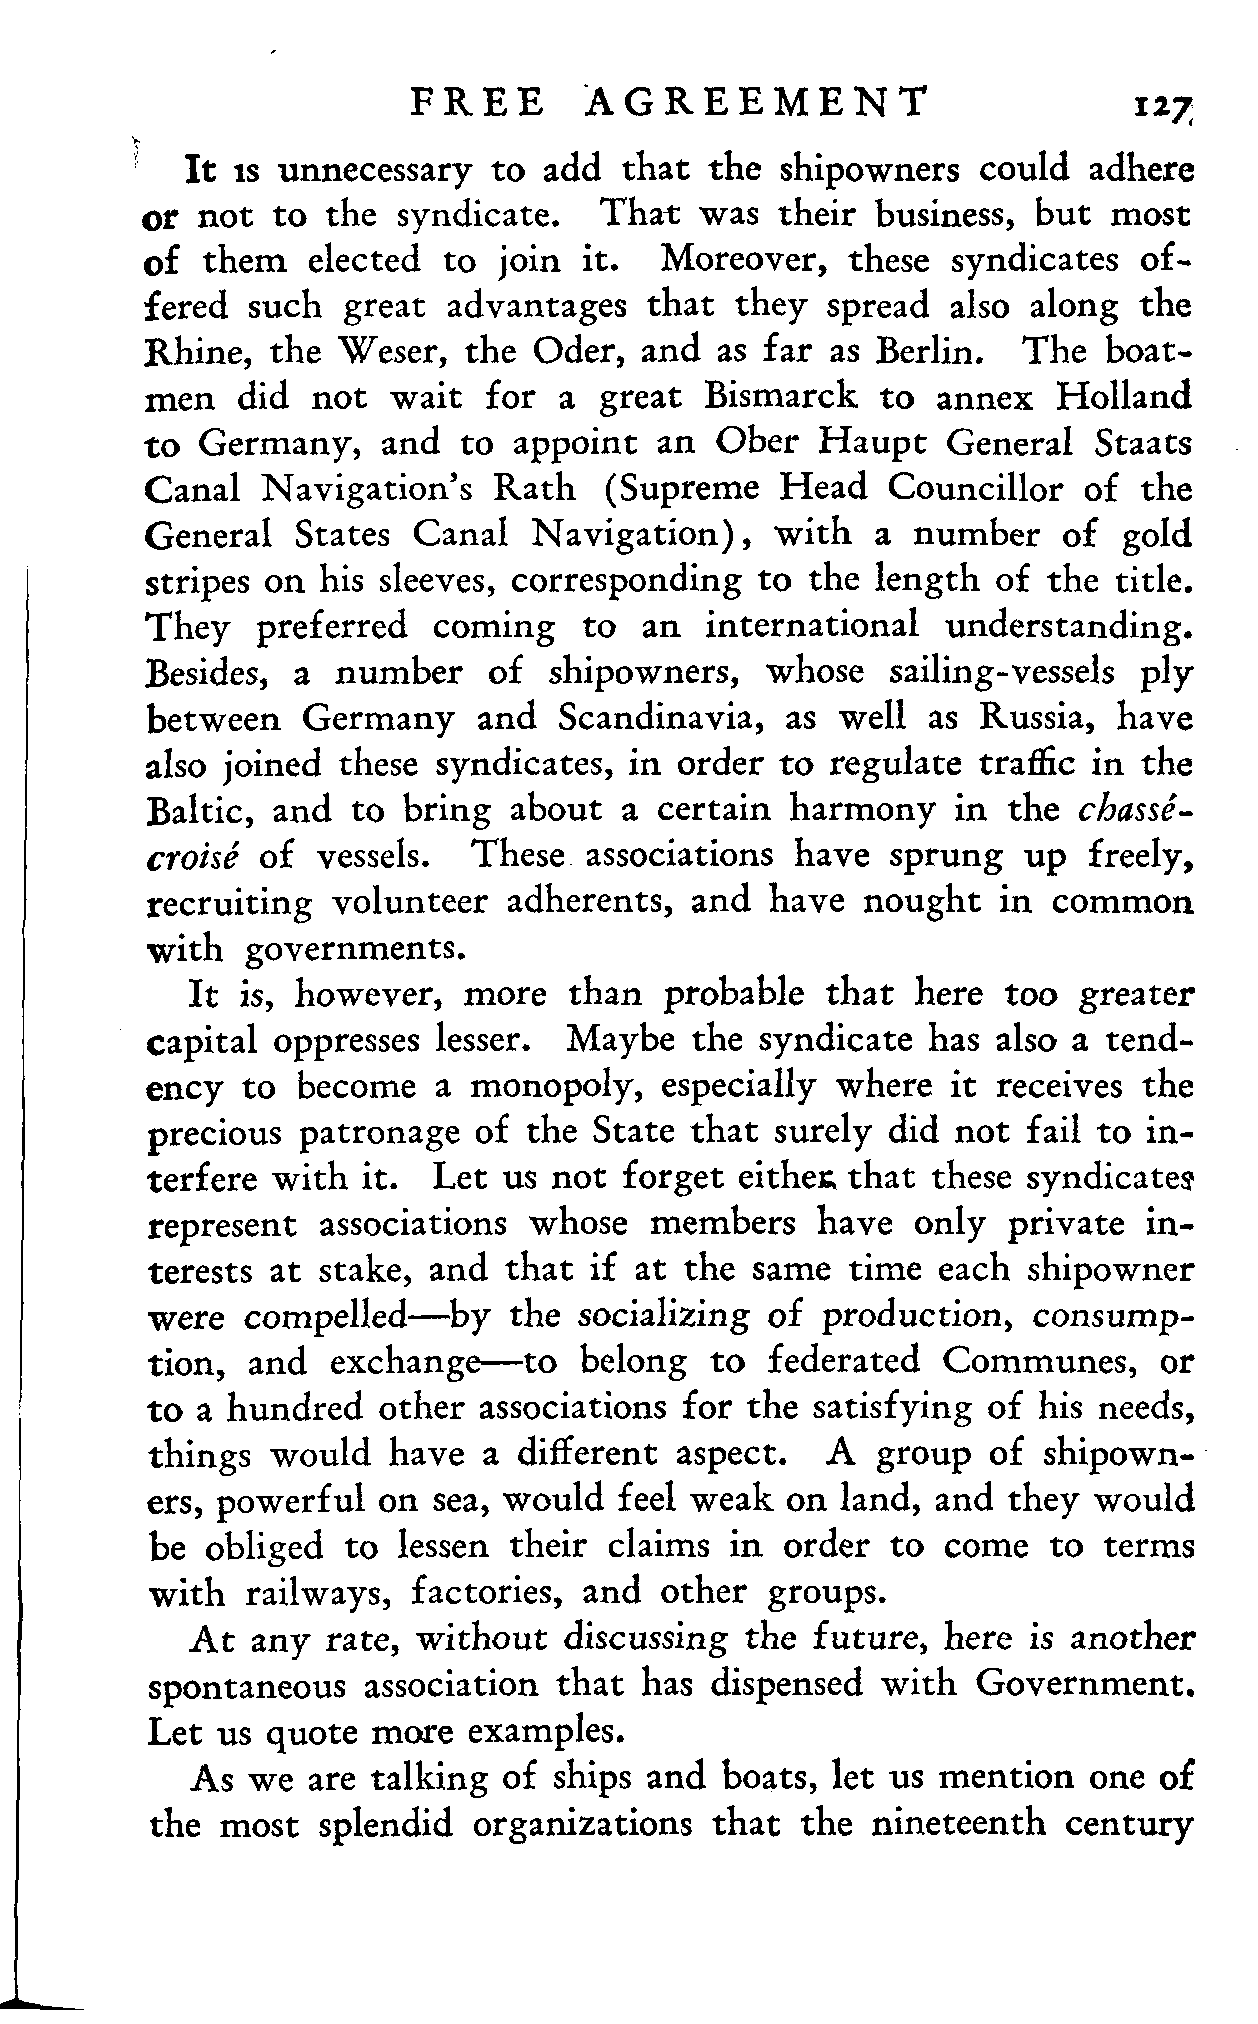 FREE AGREEMENT 127
It is unnecessary to add that the shipowners could adhere
or not to the syndicate. That was their business, but most
of them elected to join it. Moreover, these syndicates of-
fered such great advantages that they spread also along the
Rhine, the Weser, the Oder, and as far as Berlin. The boat-
men did not wait for a great Bismarck to annex Holland
to Germany, and to appoint an Ober Haupt General Staats
Canal Navigation's Rath (Supreme Head Councillor of the
General States Canal Navigation), with a number of gold
stripes on his sleeves, corresponding to the length of the title.
They preferred coming to an international understanding.
Besides, a number of shipowners, whose sailing-vessels ply
between Germany and Scandinavia, as well as Russia, have
also joined these syndicates, in order to regulate traffic in the
Baltic, and to bring about a certain harmony in the chassé-
croisé of vessels. These associations have sprung up freely,
recruiting volunteer adherents, and have nought in common
with governments.
It is, however, more than probable that here too greater
capital oppresses lesser. Maybe the syndicate has also a tend-
ency to become a monopoly, especially where it receives the
precious patronage of the State that surely did not fail to in-
terfere with it. Let us not forget either that these syndicates
represent associations whose members have only private in-
terests at stake, and that if at the same time each shipowner
were compelled—by the socializing of production, consump-
tion, and exchange—to belong to federated Communes, or
to a hundred other associations for the satisfying of his needs,
things would have a different aspect. A group of shipown-
ers, powerful on sea, would feel weak on land, and they would
be obliged to lessen their claims in order to come to terms
with railways, factories, and other groups.
At any rate, without discussing the future, here is another
spontaneous association that has dispensed with Government.
Let us quote more examples.
As we are talking of ships and boats, let us mention one of
the most splendid organizations that the nineteenth century